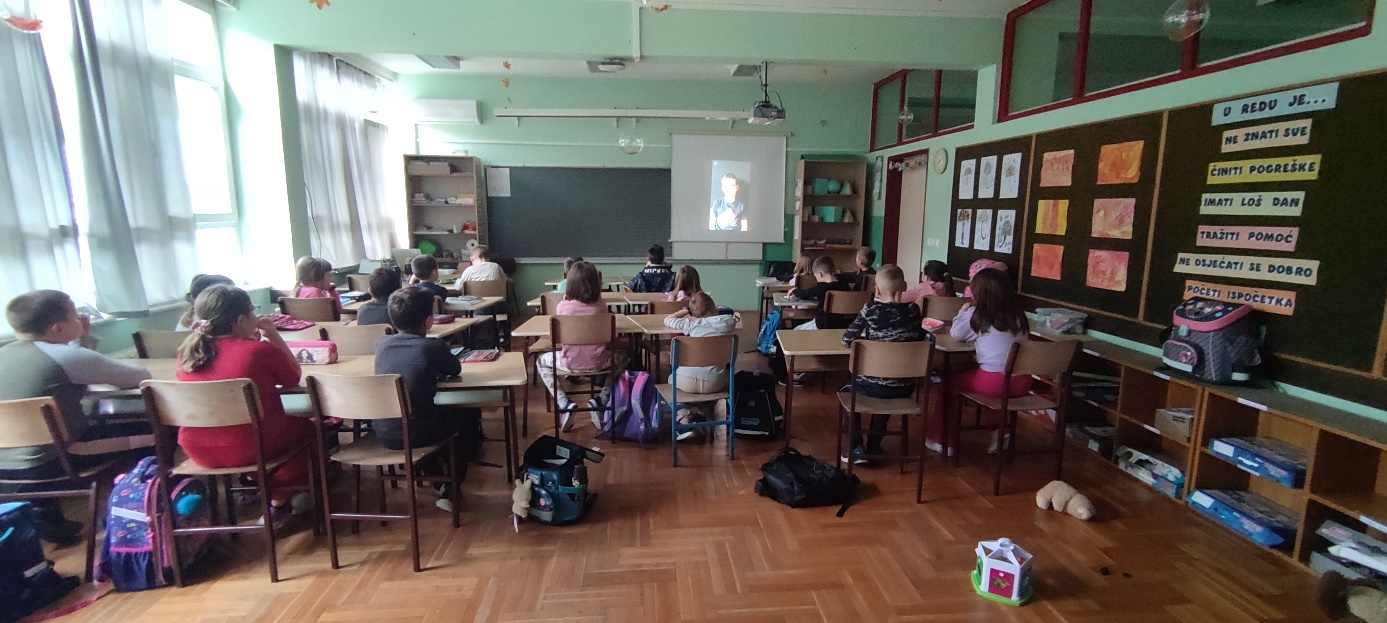 U REDU JE...
NE ZNATI SVE
ČINITI POGREŠKE
IMATI LOŠ DAN
TRAŽITI POMOĆ
NE OSJEĆATI SE DOBRO
POČETI ISPOČETKA